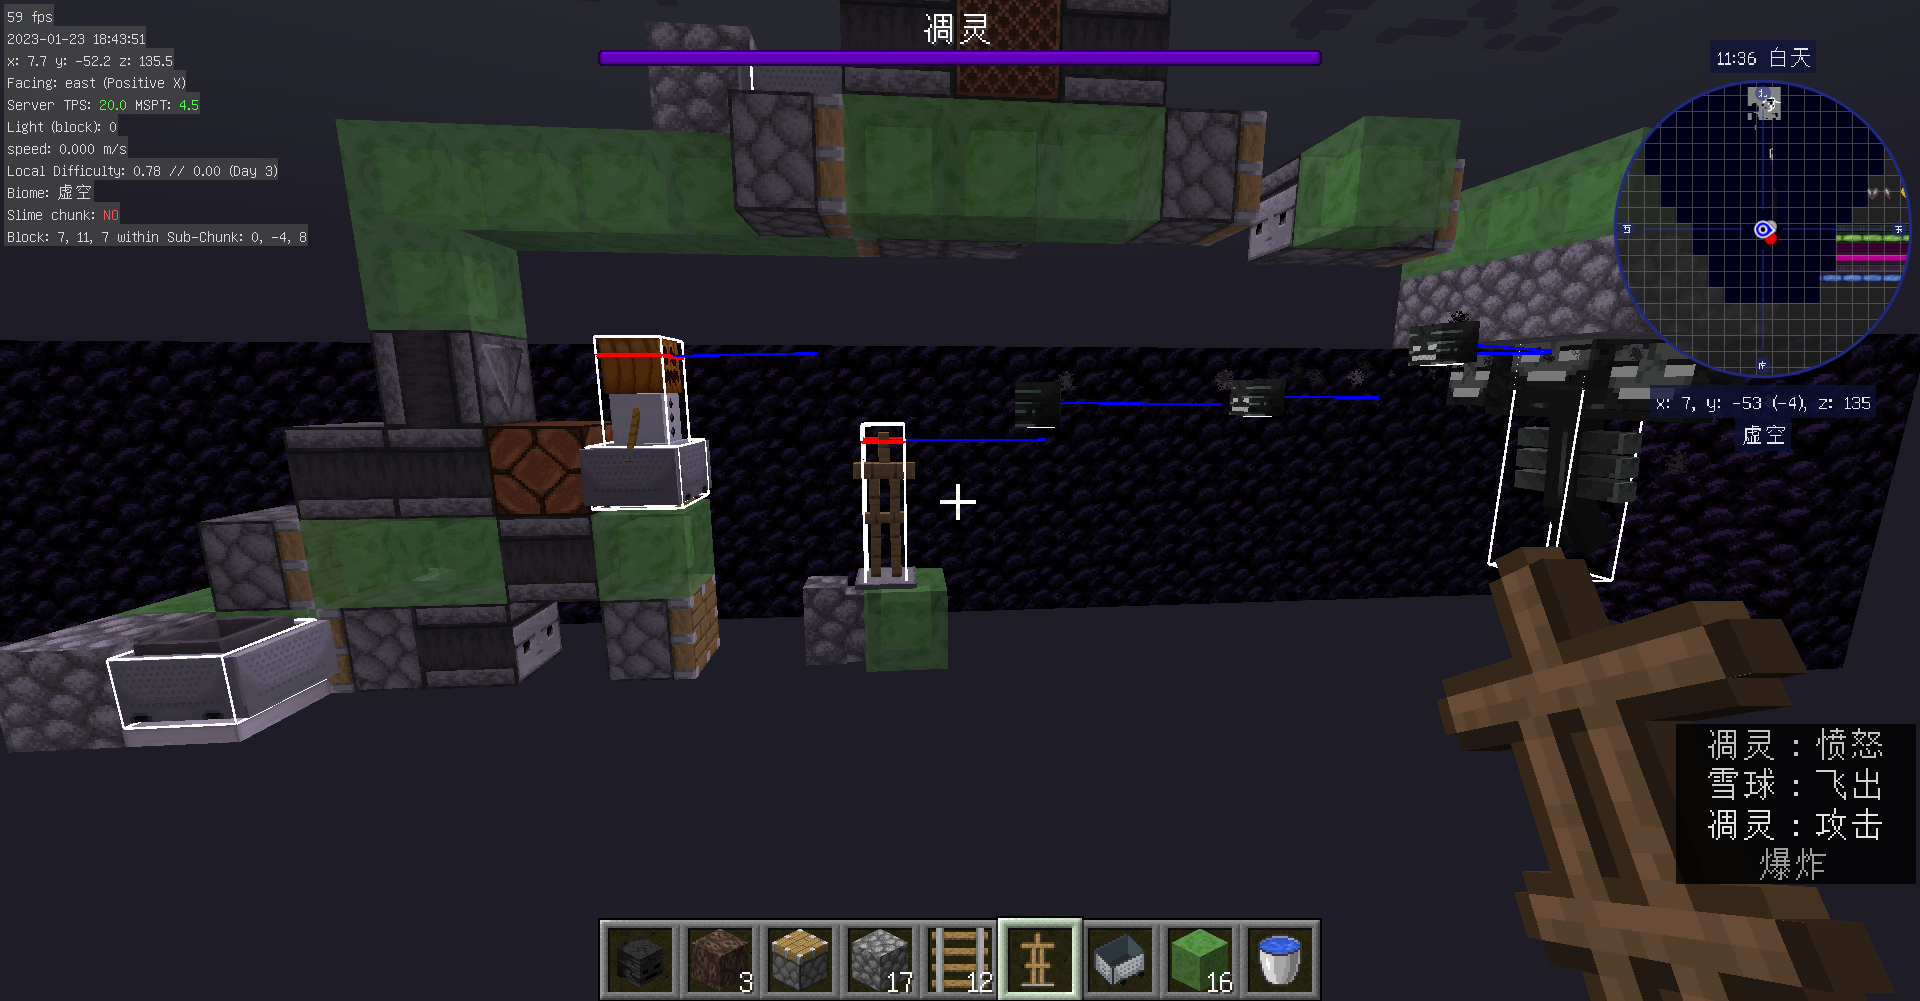 59 fps
2023-01-23 18:43:51
x: 7.7 y: -52.2 z: 135.5
Facing: east (Positive X)
Server TPS: 20.0 MSPT: 4.5
Light (block): 0
speed: 0.000 m/s
Local Difficulty: 0.78 // 0.00 (Day 3)
Biome: 虚空
Slime chunk: NO
Block: 7, 11, 7 within Sub-Chunk: 0, -4, 8
凋灵
11:36 白天
北
西
东
x: 7, y: -53 (-4), z: 135
虚空
凋灵：愤怒
雪球：飞出
凋灵：攻击
爆炸
3
17
12
16